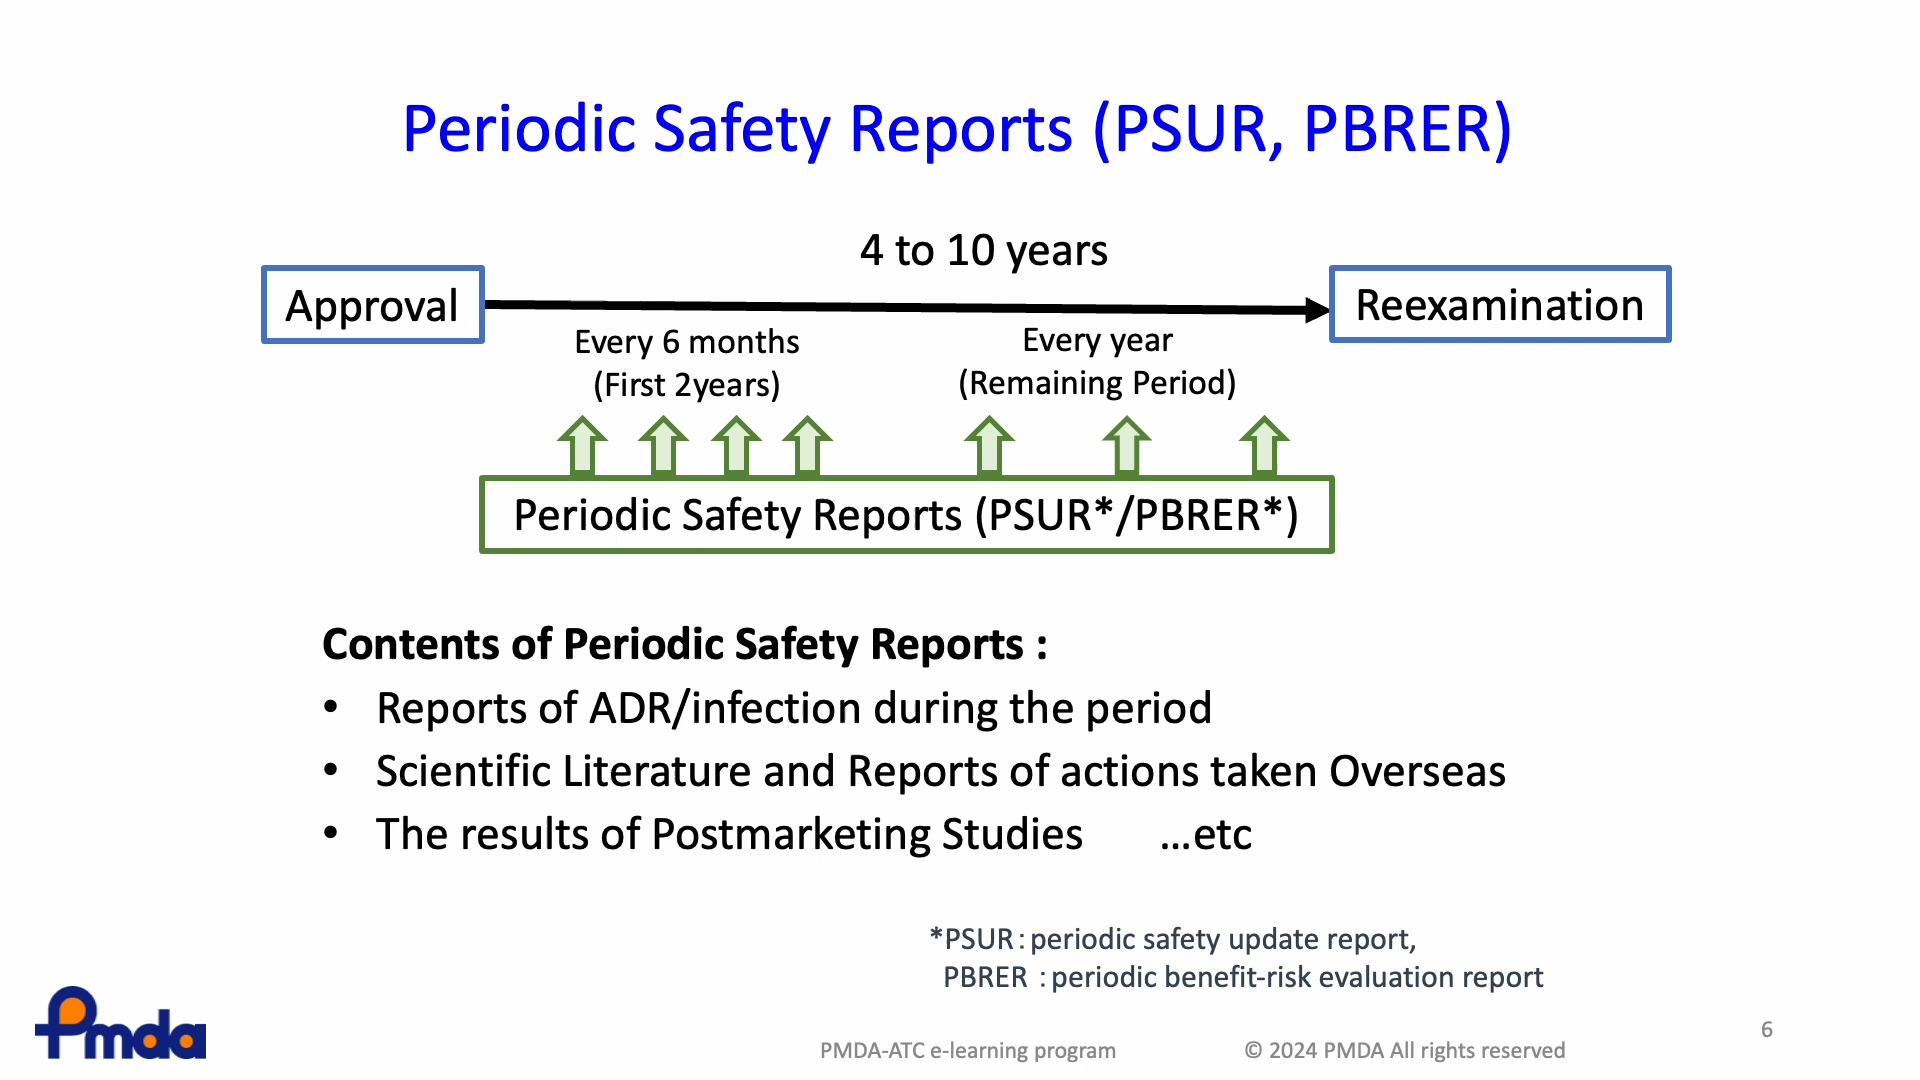 Periodic Safety Reports (PSUR, PBRER)
4 to 10 years
Approval
Reexamination
Every 6 months
(First 2years)
Every year
(Remaining Period)
Periodic Safety Reports (PSUR*/PBRER*)
Contents of Periodic Safety Reports :
• Reports of ADR/infection during the period
• Scientific Literature and Reports of actions taken Overseas
• The results of Postmarketing Studies …etc
*PSUR : periodic safety update report,
PBRER : periodic benefit-risk evaluation report
Pmda
PMDA-ATC e-learning program
© 2024 PMDA All rights reserved
6